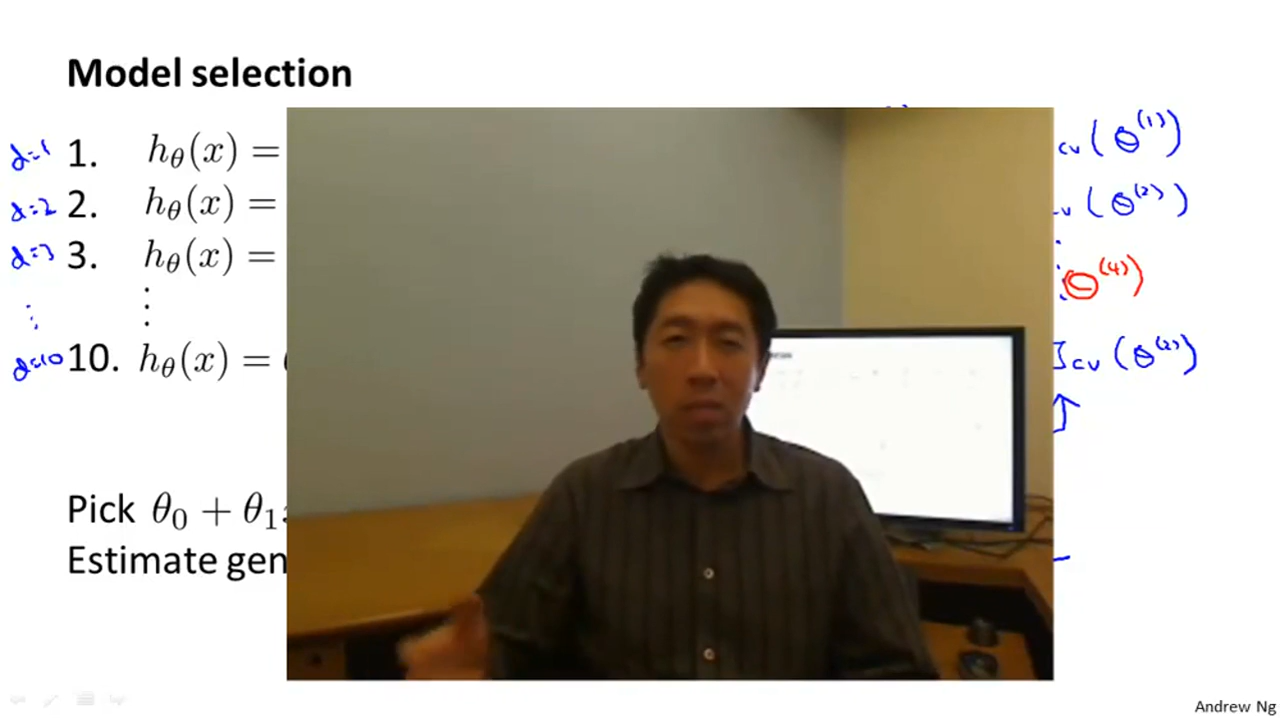 Model selection
d=1 1. hθ(x) = cv(Θ(1))
d=2 2. hθ(x) = cv(Θ(2))
d=3 3. hθ(x) = Θ(4))
⋮ ⋮
d=10 10. hθ(x) = Jcv(Θ(2))
Pick θ0 + θ1
Estimate gen
Andrew Ng